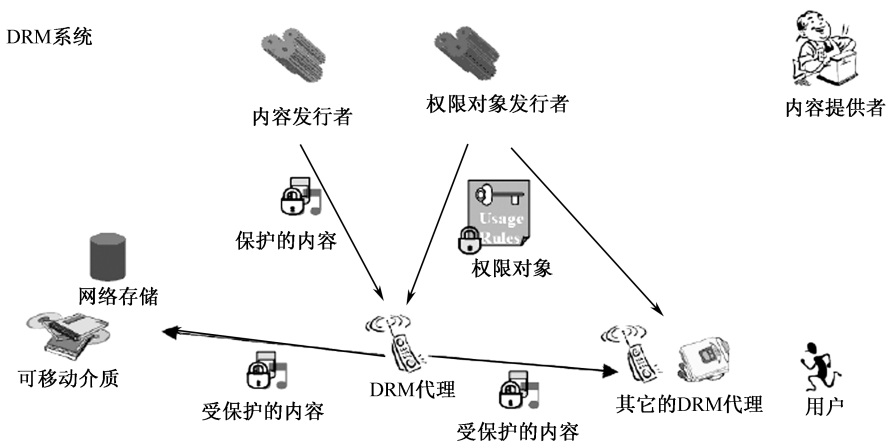 DRM系统
内容发行者
权限对象发行者
内容提供者
保护的内容
Usage
Rules
权限对象
网络存储
可移动介质
DRM代理
受保护的内容
受保护的内容
其它的DRM代理
用户